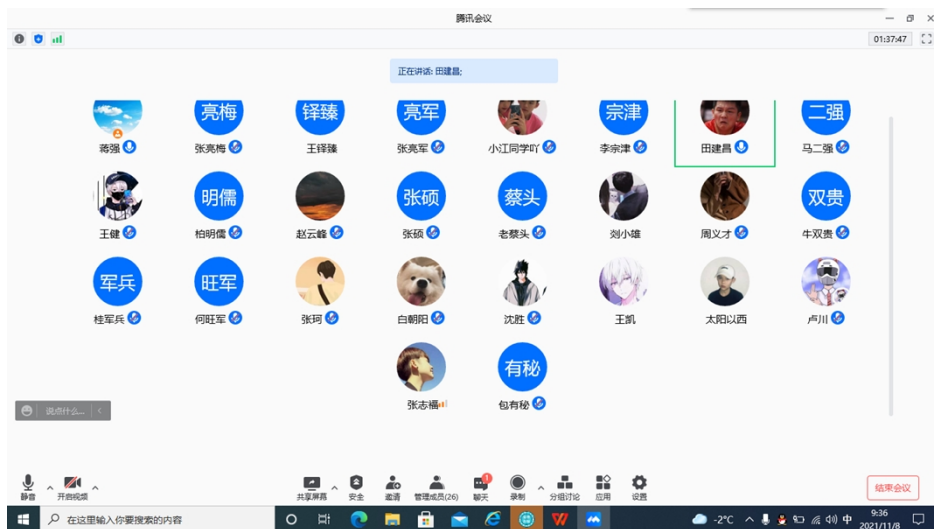 腾讯会议
01:37:47
正在讲话: 田建昌;
亮梅
铎臻
亮军
宗津
二强
蒋强
张亮梅
王铎臻
张亮军
小江同学吖
李宗津
田建昌
马二强
明儒
张硕
蔡头
双贵
王健
柏明儒
赵云峰
张硕
老蔡头
剡小雄
周义才
牛双贵
军兵
旺军
桂军兵
何旺军
张珂
白朝阳
沈胜
王凯
太阳以西
卢川
有秘
张志福
包有秘
说点什么...
1
静音
开启视频
共享屏幕
安全
邀请
管理成员(26)
聊天
录制
分组讨论
应用
设置
结束会议
在这里输入你要搜索的内容
-2°C
中
9:36
2021/11/8